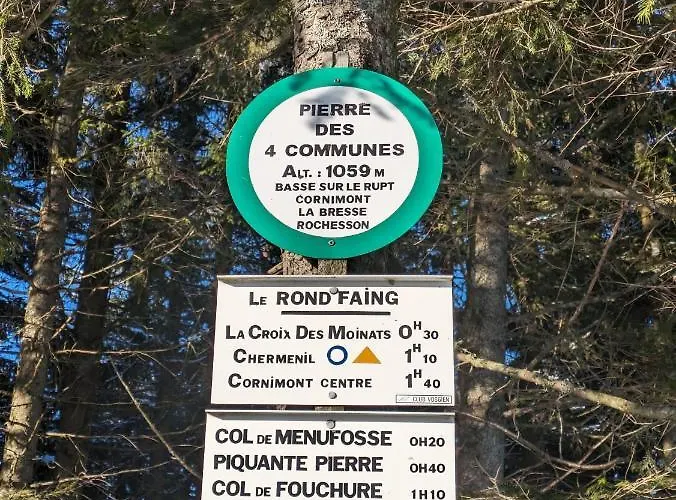 PIERRE
DES
4 COMMUNES
ALT. : 1059 M
BASSE SUR LE RUPT
CORNIMONT
LA BRESSE
ROCHESSON
LE ROND FAING
LA CROIX DES MOINATS 0H30
CHERMENIL 1H10
CORNIMONT CENTRE 1H40
CLUB VOSGIEN
COL DE MENUFOSSE 0H20
PIQUANTE PIERRE 0H40
COL DE FOUCHURE 1H10